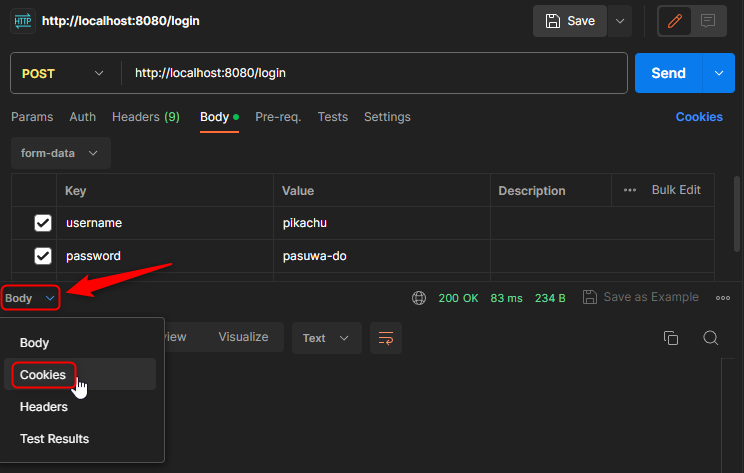 HTTP http://localhost:8080/login Save
POST http://localhost:8080/login Send
Params Auth Headers (9) Body Pre-req. Tests Settings Cookies
form-data
Key Value Description Bulk Edit
username pikachu
password pasuwa-do
Body 200 OK 83 ms 234 B Save as Example
Body
Cookies
Headers
Test Results
view Visualize Text